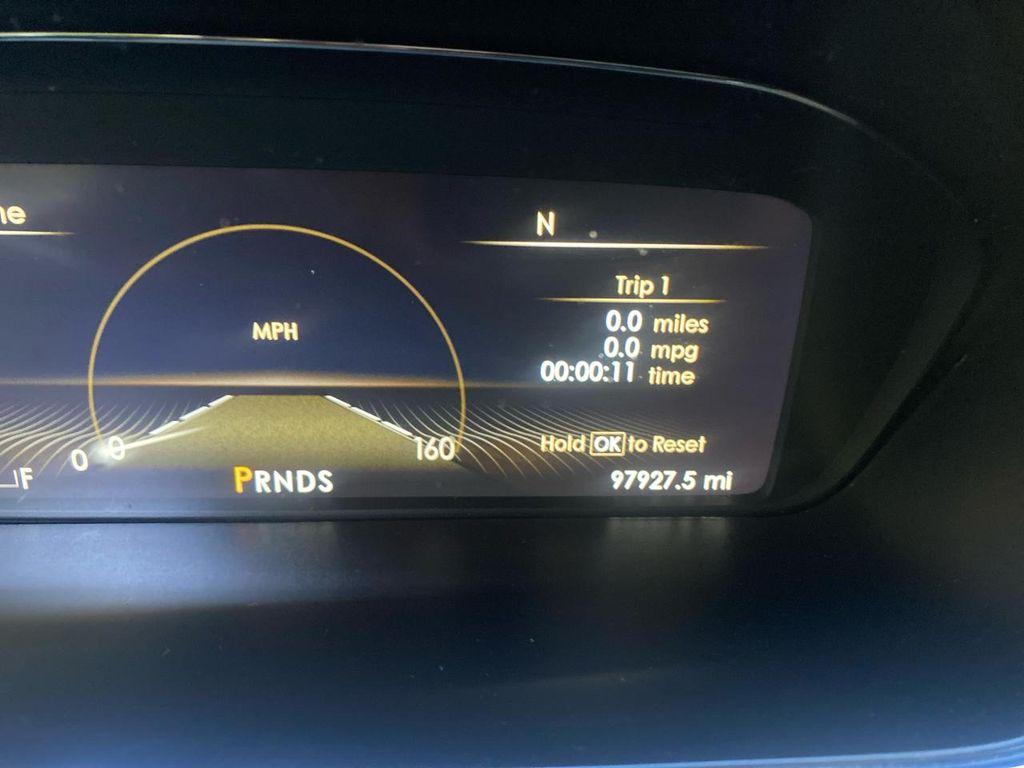 N
Trip 1
MPH
0.0 miles
0.0 mpg
00:00:11 time
0 0 160
Hold OK to Reset
F
PRNDS
97927.5 mi